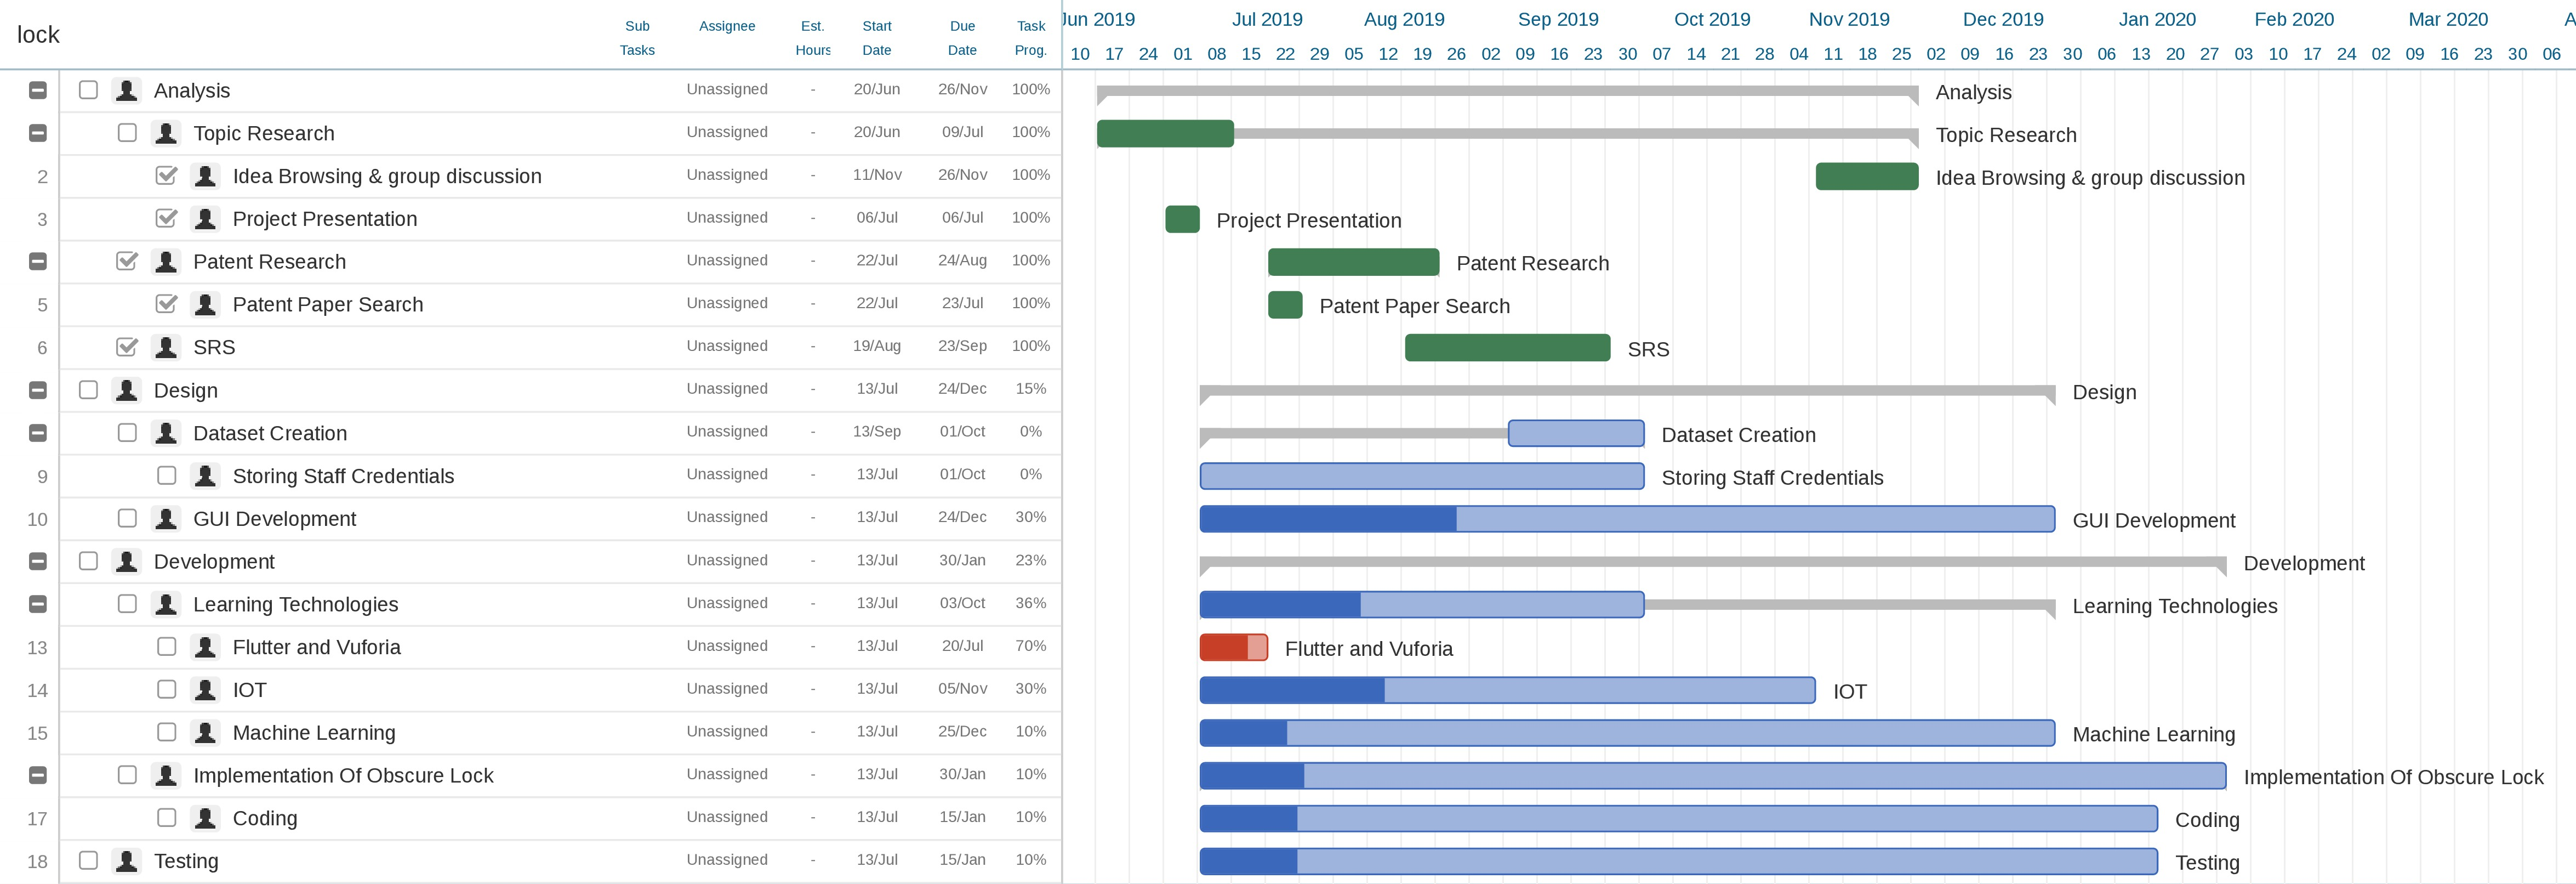 lock
Sub Tasks Assignee Est. Hours Start Date Due Date Task Prog.
Jun 2019 Jul 2019 Aug 2019 Sep 2019 Oct 2019 Nov 2019 Dec 2019 Jan 2020 Feb 2020 Mar 2020 A
10 17 24 01 08 15 22 29 05 12 19 26 02 09 16 23 30 07 14 21 28 04 11 18 25 02 09 16 23 30 06 13 20 27 03 10 17 24 02 09 16 23 30 06
Analysis Unassigned - 20/Jun 26/Nov 100% Analysis
Topic Research Unassigned - 20/Jun 09/Jul 100% Topic Research
2 Idea Browsing & group discussion Unassigned - 11/Nov 26/Nov 100% Idea Browsing & group discussion
3 Project Presentation Unassigned - 06/Jul 06/Jul 100% Project Presentation
Patent Research Unassigned - 22/Jul 24/Aug 100% Patent Research
5 Patent Paper Search Unassigned - 22/Jul 23/Jul 100% Patent Paper Search
6 SRS Unassigned - 19/Aug 23/Sep 100% SRS
Design Unassigned - 13/Jul 24/Dec 15% Design
Dataset Creation Unassigned - 13/Sep 01/Oct 0% Dataset Creation
9 Storing Staff Credentials Unassigned - 13/Jul 01/Oct 0% Storing Staff Credentials
10 GUI Development Unassigned - 13/Jul 24/Dec 30% GUI Development
Development Unassigned - 13/Jul 30/Jan 23% Development
Learning Technologies Unassigned - 13/Jul 03/Oct 36% Learning Technologies
13 Flutter and Vuforia Unassigned - 13/Jul 20/Jul 70% Flutter and Vuforia
14 IOT Unassigned - 13/Jul 05/Nov 30% IOT
15 Machine Learning Unassigned - 13/Jul 25/Dec 10% Machine Learning
Implementation Of Obscure Lock Unassigned - 13/Jul 30/Jan 10% Implementation Of Obscure Lock
17 Coding Unassigned - 13/Jul 15/Jan 10% Coding
18 Testing Unassigned - 13/Jul 15/Jan 10% Testing